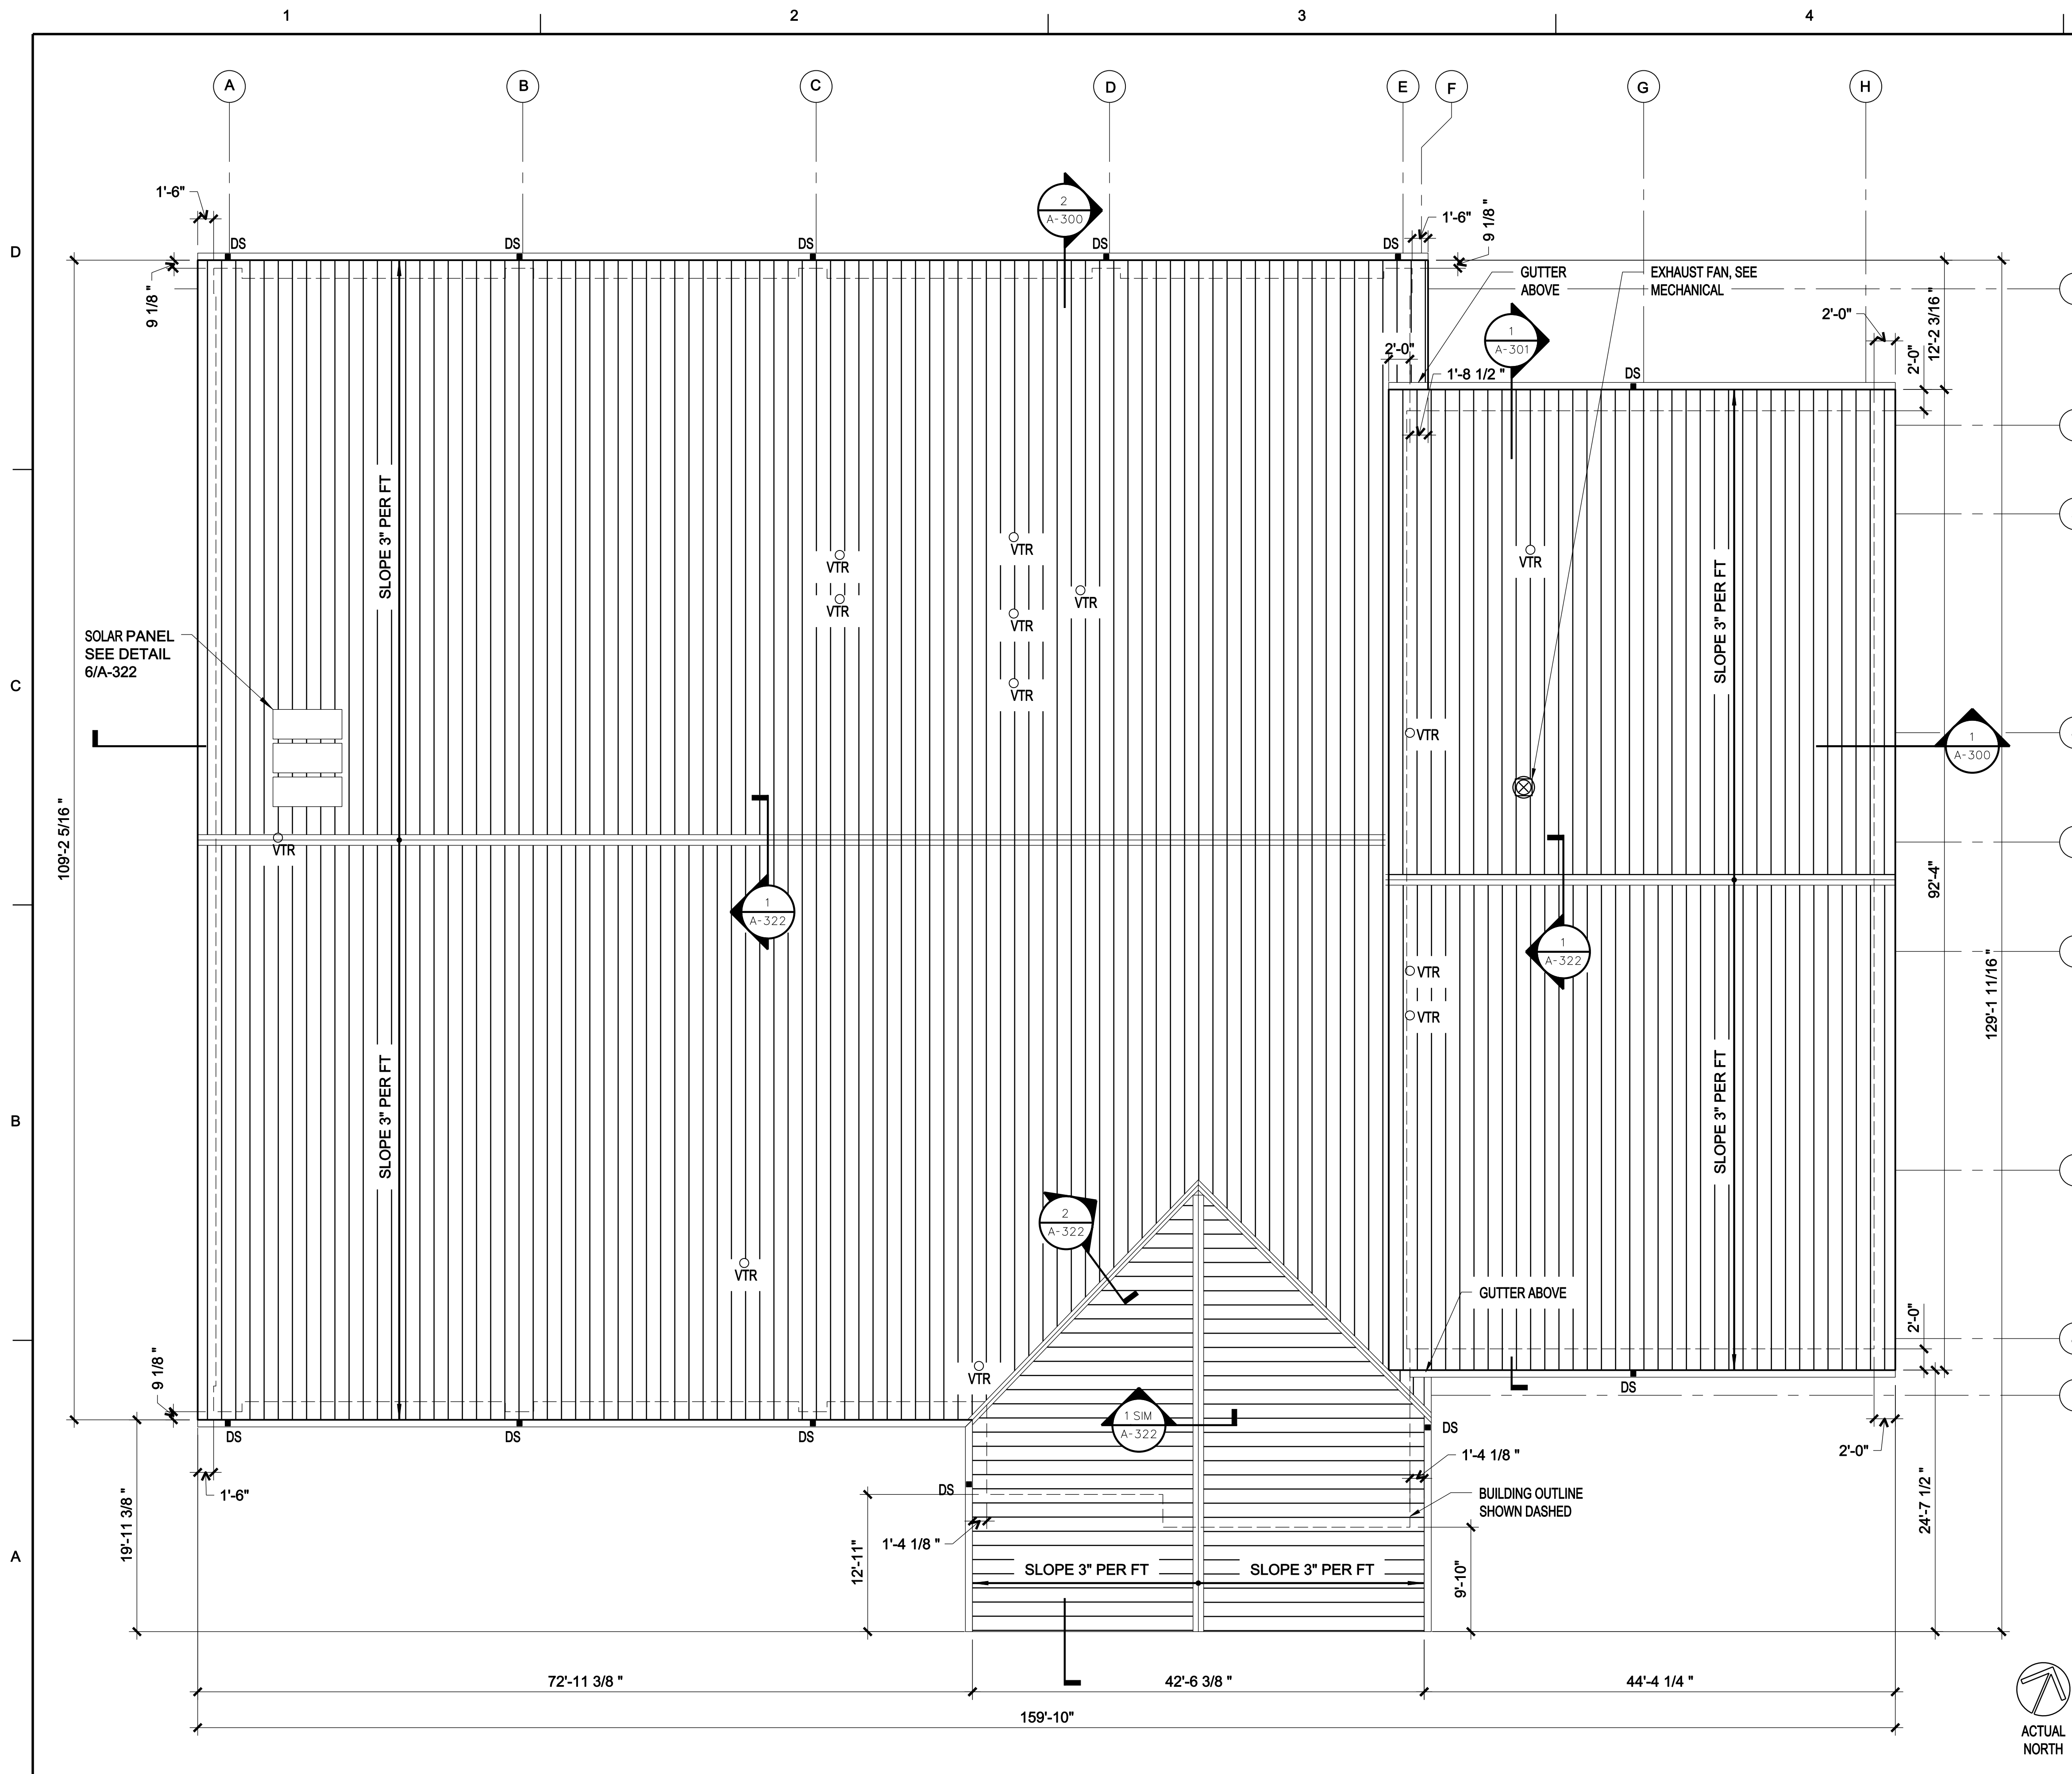 1
2
3
4
A
B
C
D
E
F
G
H
D
C
B
A
1'-6"
2
A-300
1'-6"
9 1/8 "
DS
DS
DS
DS
DS
9 1/8 "
GUTTER
ABOVE
EXHAUST FAN, SEE
MECHANICAL
2'-0"
12'-2 3/16 "
2'-0"
1
A-301
2'-0"
1'-8 1/2 "
DS
SLOPE 3" PER FT
VTR
VTR
VTR
VTR
VTR
VTR
VTR
SLOPE 3" PER FT
SOLAR PANEL
SEE DETAIL
6/A-322
VTR
1
A-300
109'-2 5/16 "
VTR
92'-4"
1
A-322
1
A-322
VTR
VTR
129'-1 11/16 "
SLOPE 3" PER FT
SLOPE 3" PER FT
2
A-322
VTR
GUTTER ABOVE
2'-0"
9 1/8 "
VTR
DS
DS
DS
DS
1 SIM
A-322
DS
1'-4 1/8 "
2'-0"
1'-6"
DS
BUILDING OUTLINE
SHOWN DASHED
19'-11 3/8 "
1'-4 1/8 "
12'-11"
24'-7 1/2 "
SLOPE 3" PER FT
SLOPE 3" PER FT
9'-10"
72'-11 3/8 "
42'-6 3/8 "
44'-4 1/4 "
159'-10"
ACTUAL
NORTH